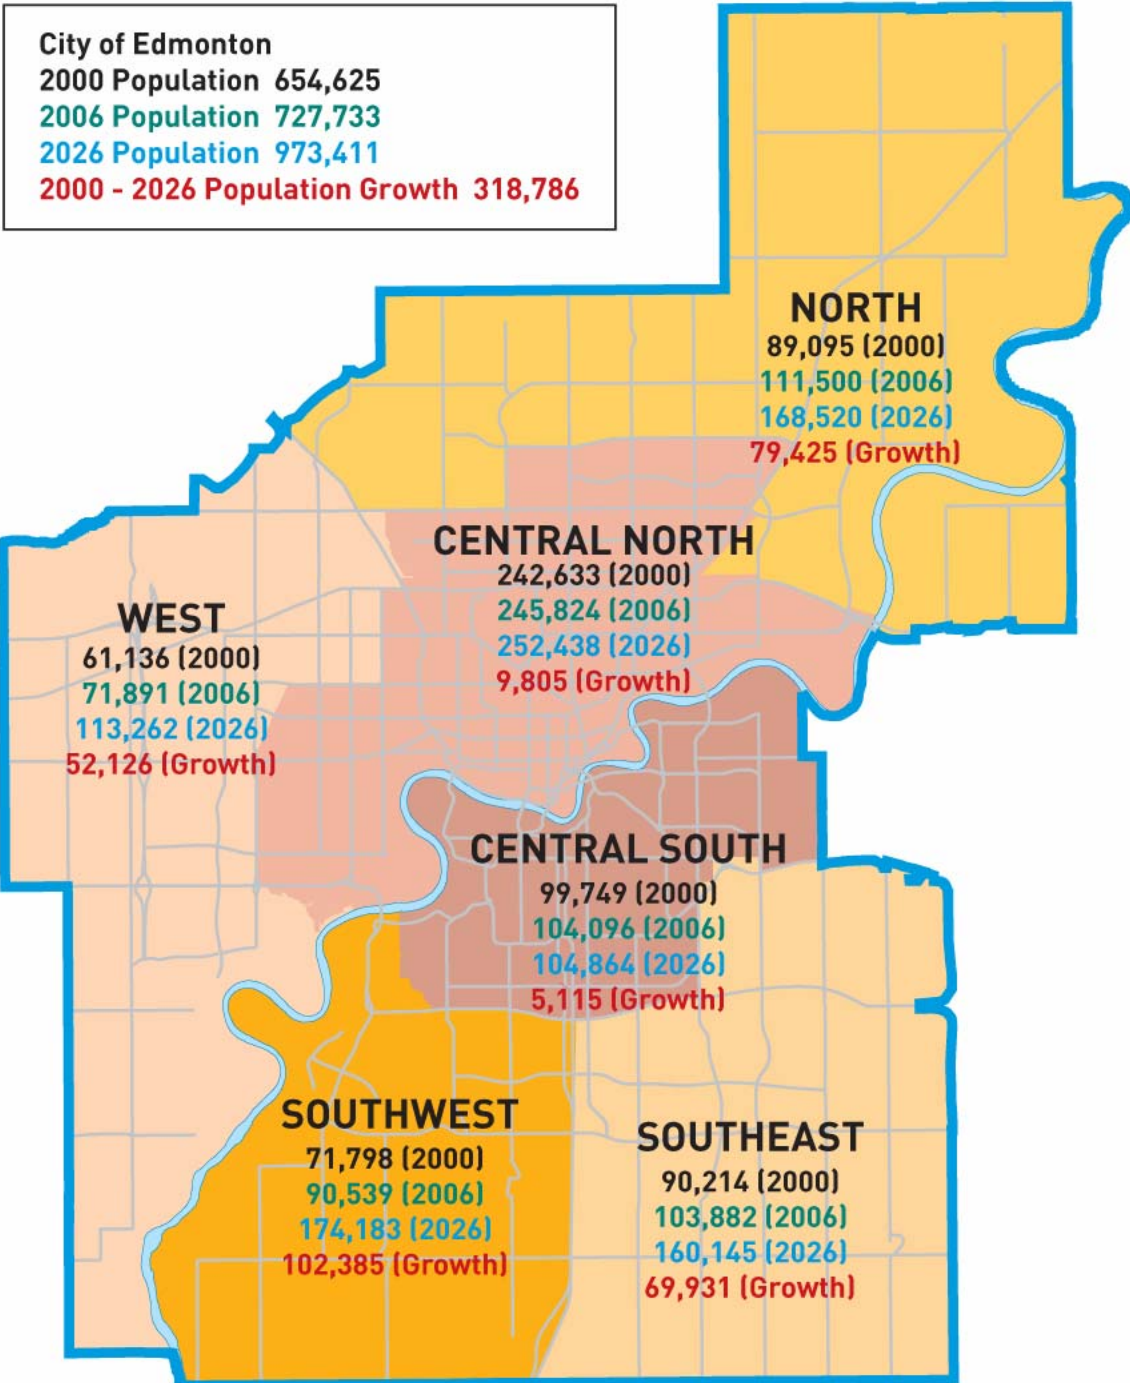 City of Edmonton
2000 Population 654,625
2006 Population 727,733
2026 Population 973,411
2000 - 2026 Population Growth 318,786
NORTH
89,095 (2000)
111,500 (2006)
168,520 (2026)
79,425 (Growth)
CENTRAL NORTH
242,633 (2000)
245,824 (2006)
252,438 (2026)
9,805 (Growth)
WEST
61,136 (2000)
71,891 (2006)
113,262 (2026)
52,126 (Growth)
CENTRAL SOUTH
99,749 (2000)
104,096 (2006)
104,864 (2026)
5,115 (Growth)
SOUTHWEST
71,798 (2000)
90,539 (2006)
174,183 (2026)
102,385 (Growth)
SOUTHEAST
90,214 (2000)
103,882 (2006)
160,145 (2026)
69,931 (Growth)